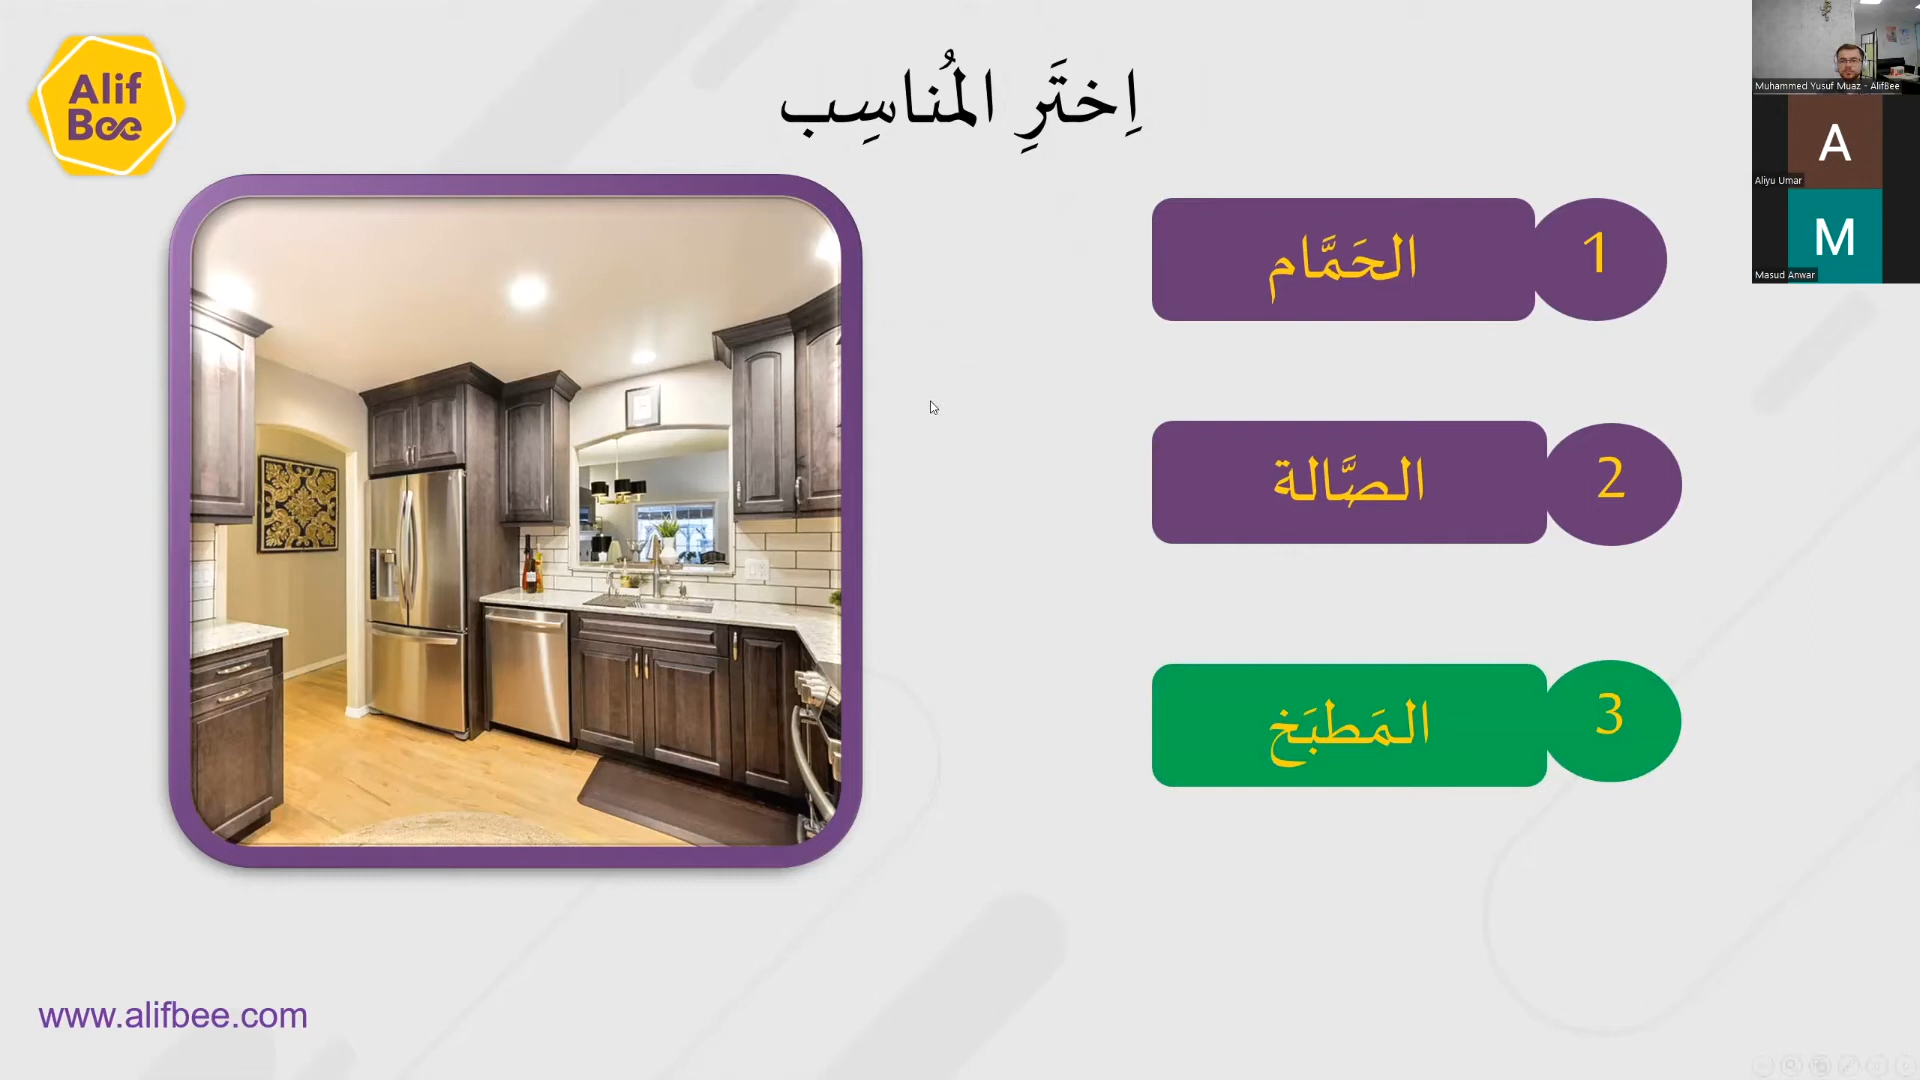 Alif
Bee
اِختَرِ المُناسِب
1 الحَمَّام
2 الصَّالة
3 المَطبَخ
www.alifbee.com
Muhammed Yusuf Muaz - AlifBee
A
Aliyu Umar
M
Masud Anwar